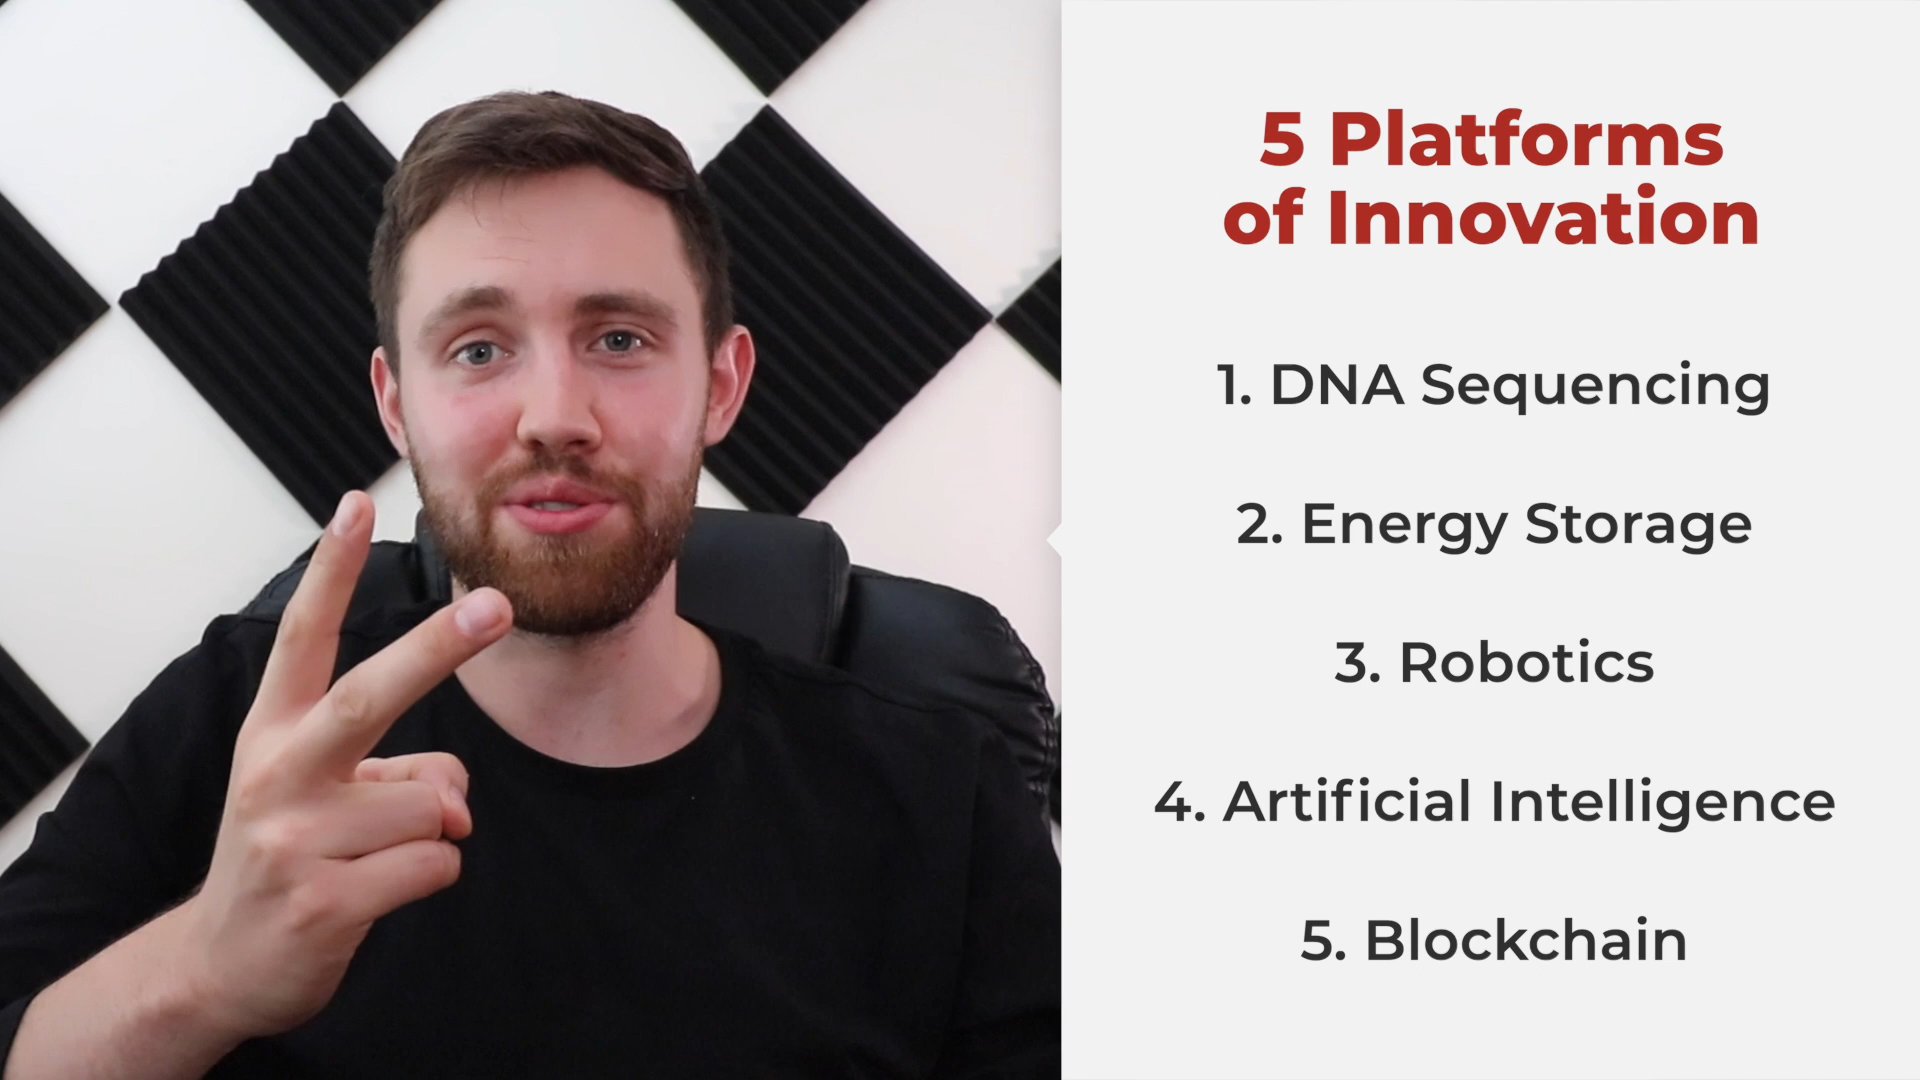 5 Platforms
of Innovation
1. DNA Sequencing
2. Energy Storage
3. Robotics
4. Artificial Intelligence
5. Blockchain